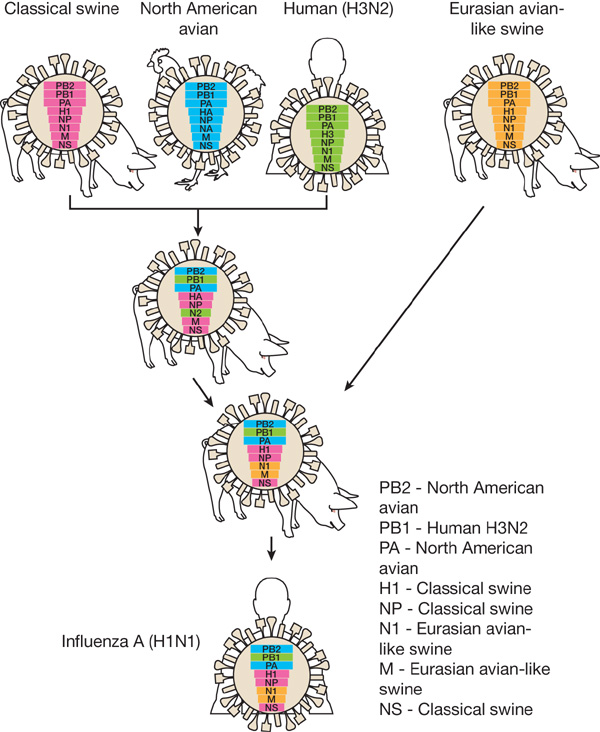 Classical swine
North American
avian
Human (H3N2)
Eurasian avian-
like swine
PB2
PB1
PA
H1
NP
N1
M
NS
PB2
PB1
PA
HA
NP
NA
M
NS
PB2
PB1
PA
H3
NP
N1
M
NS
PB2
PB1
PA
H1
NP
N1
M
NS
PB2
PB1
PA
HA
NP
N2
M
NS
PB2
PB1
PA
H1
NP
N1
M
NS
PB2 - North American
avian
PB1 - Human H3N2
PA - North American
avian
H1 - Classical swine
NP - Classical swine
N1 - Eurasian avian-
like swine
M - Eurasian avian-like
swine
NS - Classical swine
Influenza A (H1N1)
PB2
PB1
PA
H1
NP
N1
M
NS